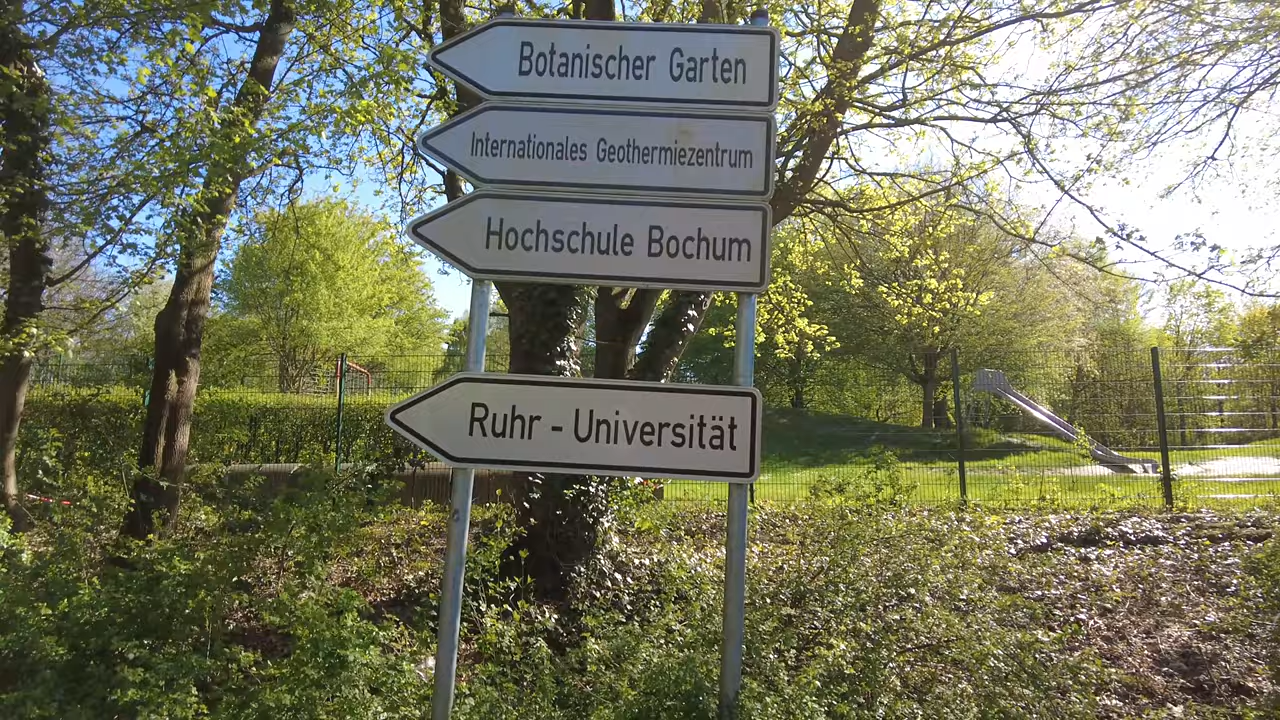 Botanischer Garten
Internationales Geothermiezentrum
Hochschule Bochum
Ruhr - Universität